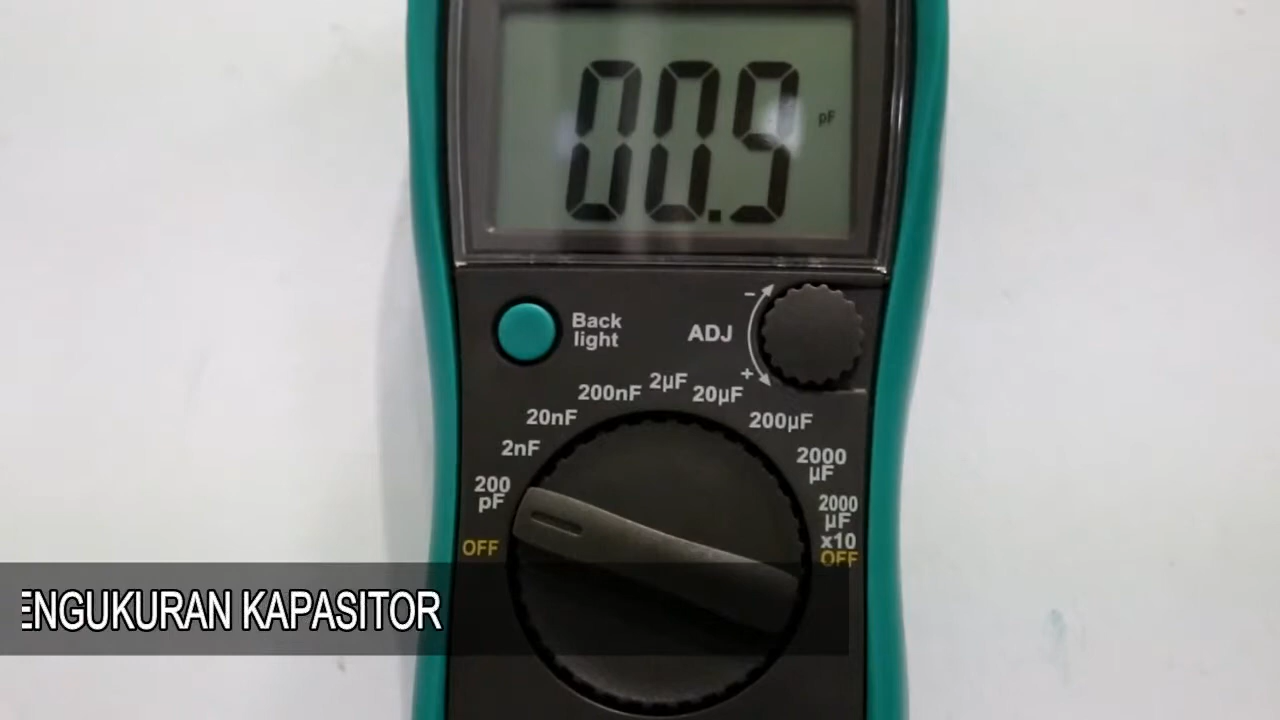 00.9
pF
Back
light
ADJ
−
+
2µF
200nF
20µF
20nF
200µF
2nF
2000
µF
200
pF
2000
µF
x10
OFF
OFF
ENGUKURAN KAPASITOR